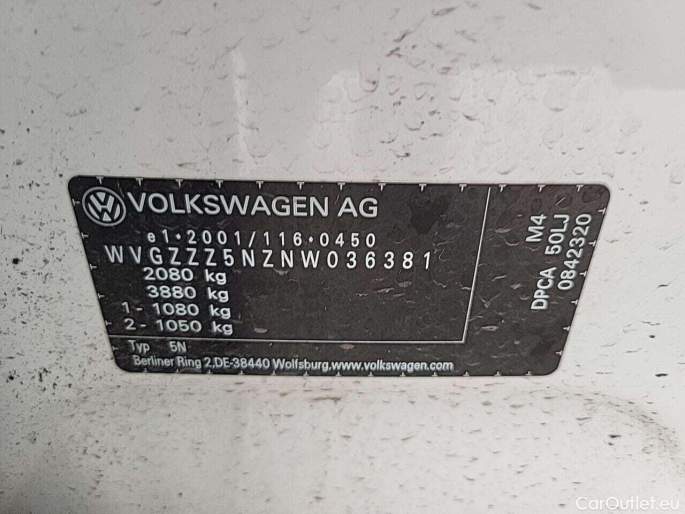 VOLKSWAGEN AG
e1*2001/116*0450
WVGZZZ5NZNW036381
2080 kg
3880 kg
1 - 1080 kg
2 - 1050 kg
Typ 5N
Berliner Ring 2,DE-38440 Wolfsburg,www.volkswagen.com
M4
DPCA 50LJ
0842320
CarOutlet.eu